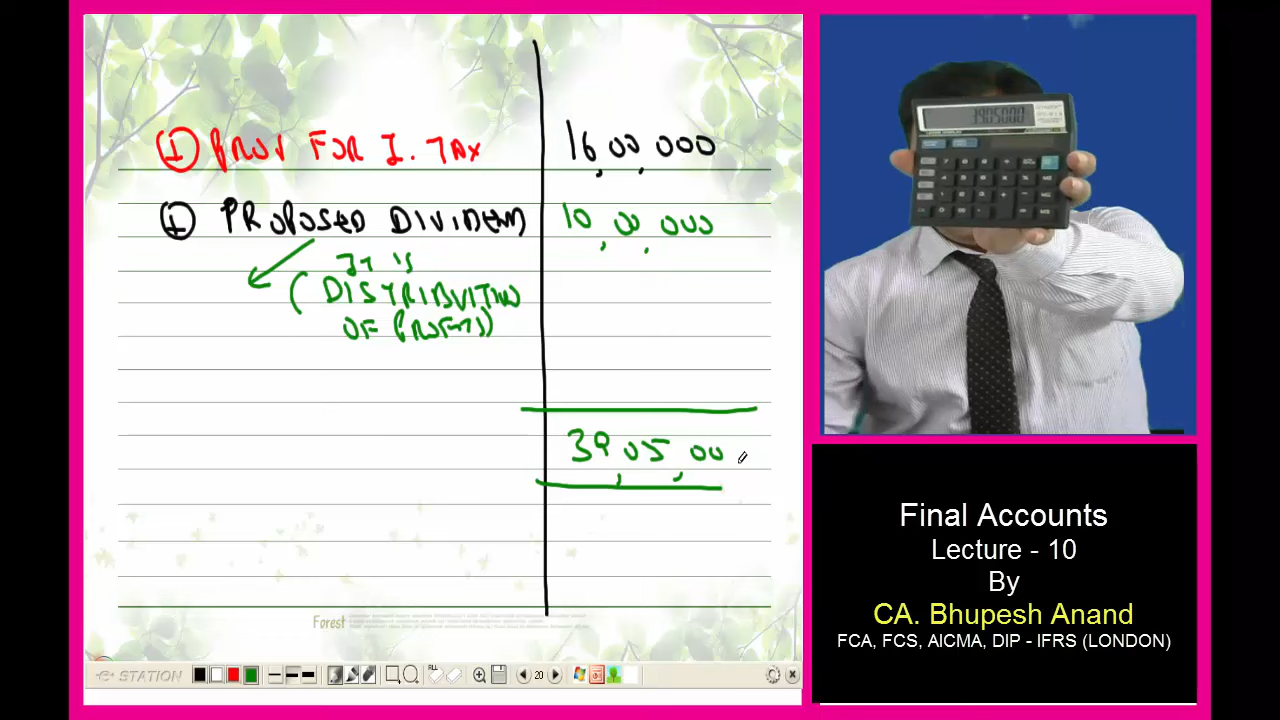 ① PROV FOR I. TAX 16,00,000
① PROPOSED DIVIDEND 10,00,000
IT IS
(DISTRIBUTION
OF PROFITS)
39,05,00
3905000
Final Accounts
Lecture - 10
By
CA. Bhupesh Anand
FCA, FCS, AICMA, DIP - IFRS (LONDON)
Forest
STATION
20